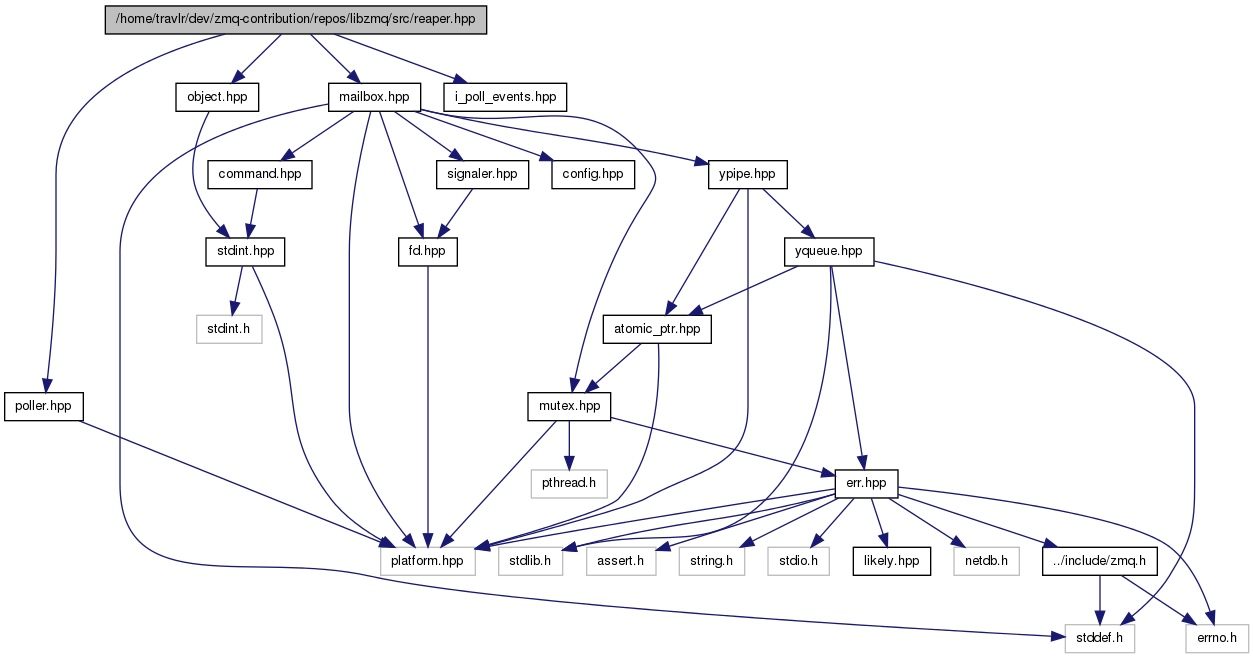 /home/travlr/dev/zmq-contribution/repos/libzmq/src/reaper.hpp
object.hpp
mailbox.hpp
i_poll_events.hpp
command.hpp
signaler.hpp
config.hpp
ypipe.hpp
stdint.hpp
fd.hpp
yqueue.hpp
stdint.h
atomic_ptr.hpp
poller.hpp
mutex.hpp
pthread.h
err.hpp
platform.hpp
stdlib.h
assert.h
string.h
stdio.h
likely.hpp
netdb.h
../include/zmq.h
stddef.h
errno.h